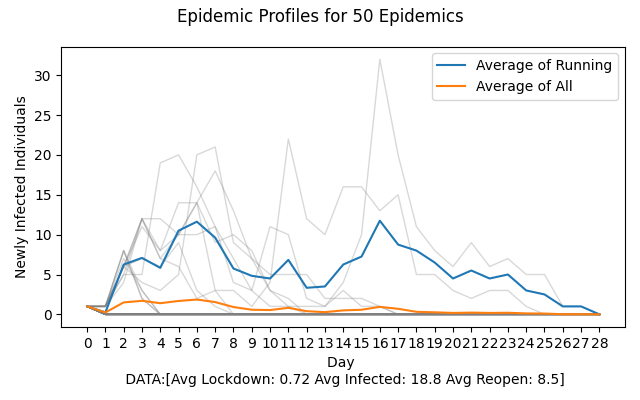 Epidemic Profiles for 50 Epidemics
Newly Infected Individuals
30
25
20
15
10
5
0
Average of Running
Average of All
0 1 2 3 4 5 6 7 8 9 10 11 12 13 14 15 16 17 18 19 20 21 22 23 24 25 26 27 28
Day
DATA:[Avg Lockdown: 0.72 Avg Infected: 18.8 Avg Reopen: 8.5]